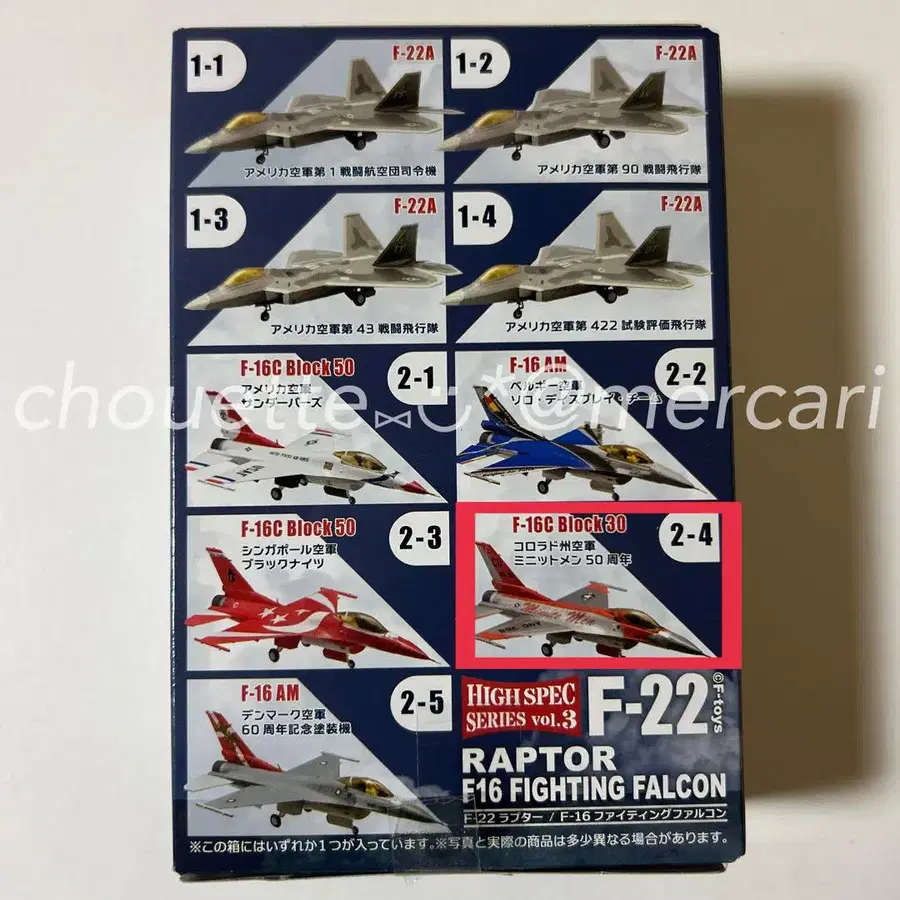 1-1
F-22A
アメリカ空軍第1戦闘航空団司令機
1-2
F-22A
アメリカ空軍第90戦闘飛行隊
1-3
F-22A
アメリカ空軍第43戦闘飛行隊
1-4
F-22A
アメリカ空軍第422試験評価飛行隊
F-16C Block 50
2-1
アメリカ空軍
サンダーバーズ
F-16 AM
2-2
ベルギー空軍
ソロ・ディスプレイ・チーム
chouette
@mercari
F-16C Block 50
2-3
シンガポール空軍
ブラックナイツ
F-16C Block 30
2-4
コロラド州空軍
ミニットメン50周年
Minute Men
F-16 AM
2-5
デンマーク空軍
60周年記念塗装機
HIGH SPEC
SERIES vol.3
F-22
©F-toys
RAPTOR
F16 FIGHTING FALCON
F-22 ラプター / F-16 ファイティングファルコン
※この箱にはいずれか1つが入っています。※写真と実際の商品は多少異なる場合があります。